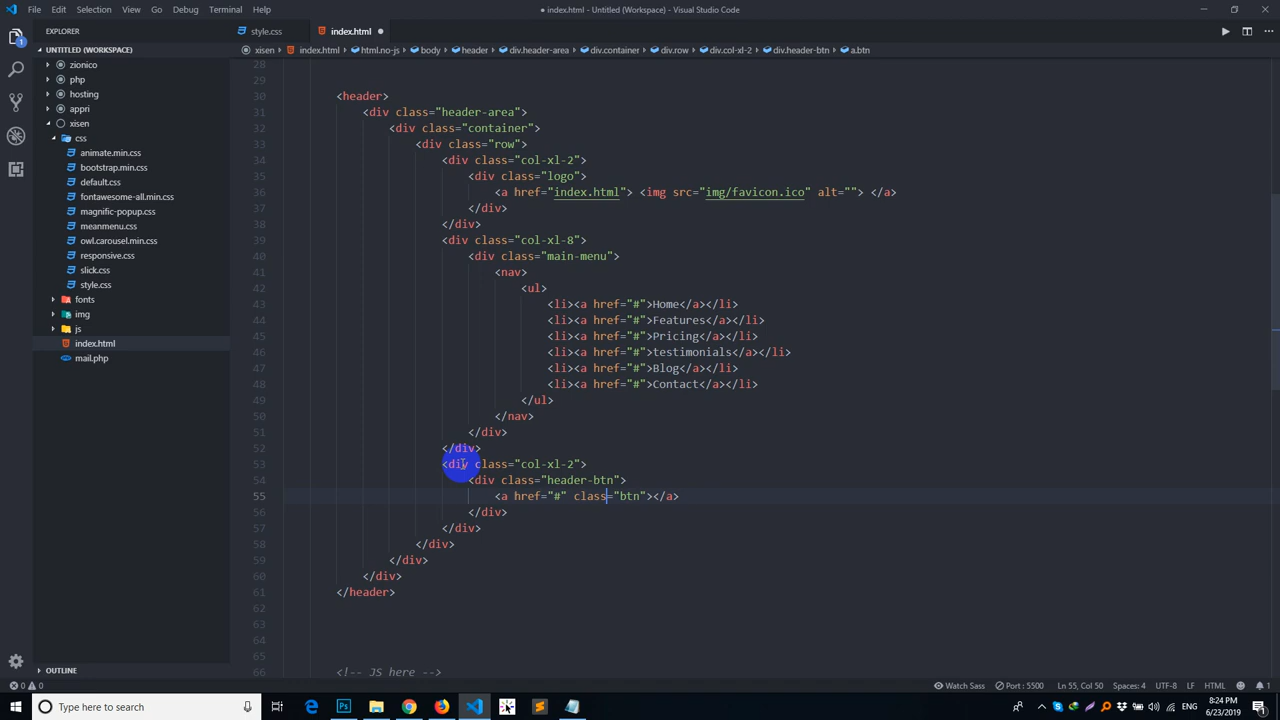 File Edit Selection View Go Debug Terminal Help
● index.html - Untitled (Workspace) - Visual Studio Code
EXPLORER
style.css
index.html
UNTITLED (WORKSPACE)
xisen > index.html > html.no-js > body > header > div.header-area > div.container > div.row > div.col-xl-2 > div.header-btn > a.btn
zionico
php
hosting
appri
xisen
css
animate.min.css
bootstrap.min.css
default.css
fontawesome-all.min.css
magnific-popup.css
meanmenu.css
owl.carousel.min.css
responsive.css
slick.css
style.css
fonts
img
js
index.html
mail.php
OUTLINE
28
29
30 <header>
31 <div class="header-area">
32 <div class="container">
33 <div class="row">
34 <div class="col-xl-2">
35 <div class="logo">
36 <a href="index.html"> <img src="img/favicon.ico" alt=""> </a>
37 </div>
38 </div>
39 <div class="col-xl-8">
40 <div class="main-menu">
41 <nav>
42 <ul>
43 <li><a href="#">Home</a></li>
44 <li><a href="#">Features</a></li>
45 <li><a href="#">Pricing</a></li>
46 <li><a href="#">testimonials</a></li>
47 <li><a href="#">Blog</a></li>
48 <li><a href="#">Contact</a></li>
49 </ul>
50 </nav>
51 </div>
52 </div>
53 <div class="col-xl-2">
54 <div class="header-btn">
55 <a href="#" class="btn"></a>
56 </div>
57 </div>
58 </div>
59 </div>
60 </div>
61 </header>
62
63
64
65
66 <!-- JS here -->
0 0 Watch Sass Port : 5500 Ln 55, Col 50 Spaces: 4 UTF-8 LF HTML 1
Type here to search
8:24 PM
6/23/2019